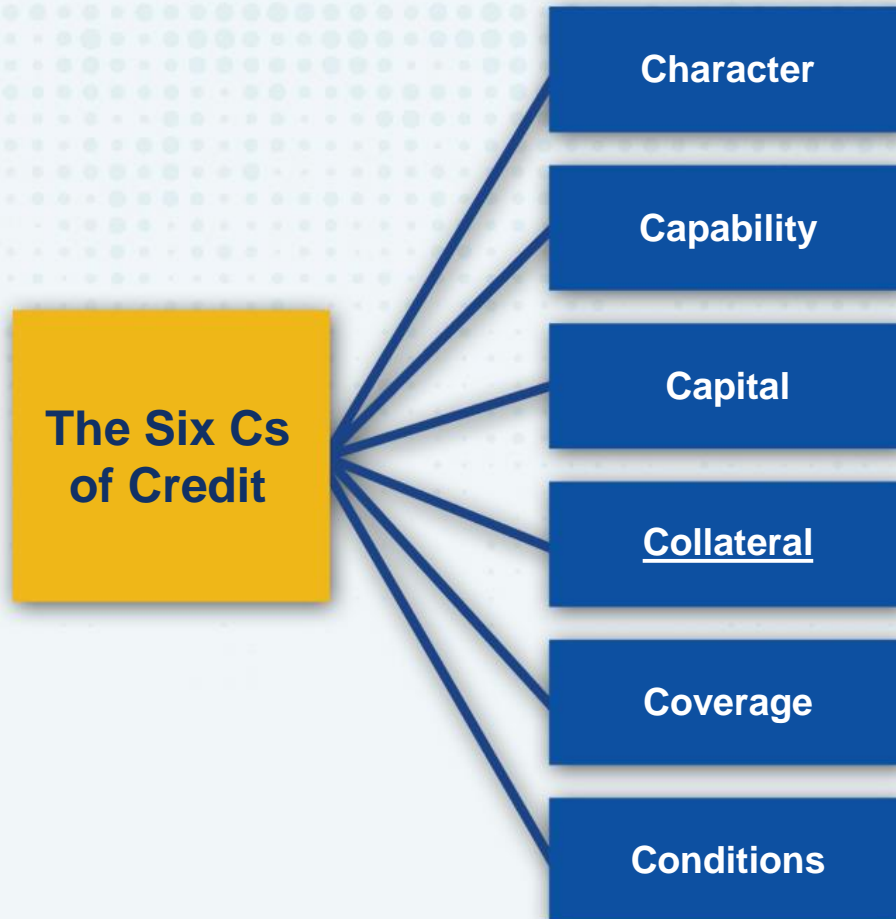 Character
Capability
Capital
The Six Cs
of Credit
Collateral
Coverage
Conditions